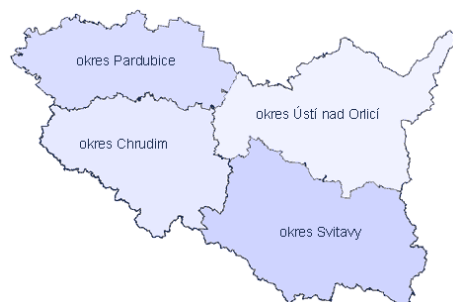 okres Pardubice
okres Ústí nad Orlicí
okres Chrudim
okres Svitavy